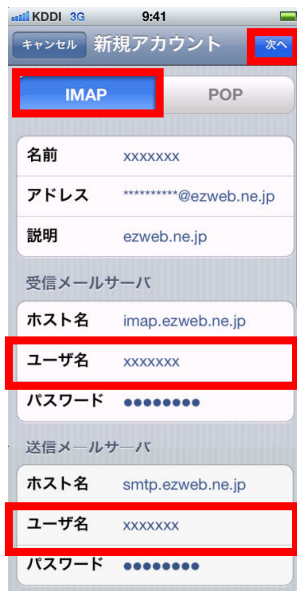 KDDI 3G 9:41
キャンセル 新規アカウント 次へ
IMAP POP
名前 xxxxxxx
アドレス **********@ezweb.ne.jp
説明 ezweb.ne.jp
受信メールサーバ
ホスト名 imap.ezweb.ne.jp
ユーザ名 xxxxxxx
パスワード ●●●●●●●●
送信メールサーバ
ホスト名 smtp.ezweb.ne.jp
ユーザ名 xxxxxxx
パスワード ●●●●●●●●